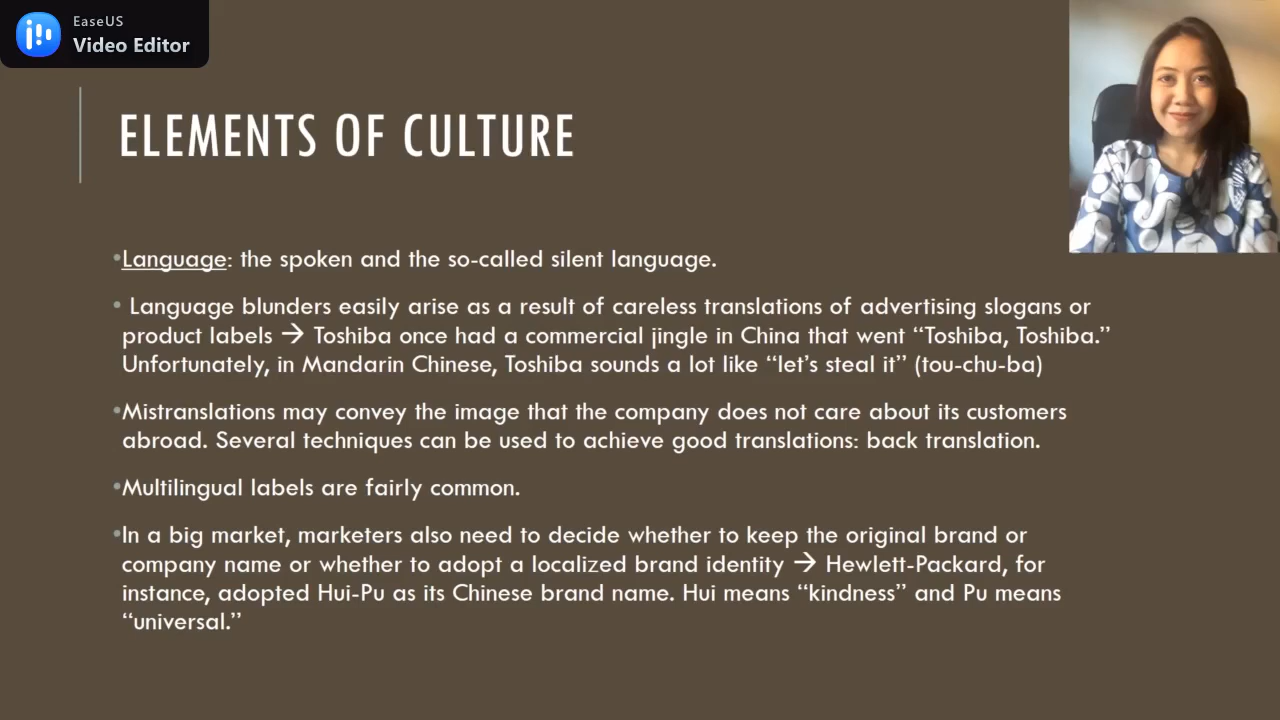 EaseUS
Video Editor
ELEMENTS OF CULTURE
•Language: the spoken and the so-called silent language.
• Language blunders easily arise as a result of careless translations of advertising slogans or
product labels → Toshiba once had a commercial jingle in China that went “Toshiba, Toshiba.”
Unfortunately, in Mandarin Chinese, Toshiba sounds a lot like “let’s steal it” (tou-chu-ba)
•Mistranslations may convey the image that the company does not care about its customers
abroad. Several techniques can be used to achieve good translations: back translation.
•Multilingual labels are fairly common.
•In a big market, marketers also need to decide whether to keep the original brand or
company name or whether to adopt a localized brand identity → Hewlett-Packard, for
instance, adopted Hui-Pu as its Chinese brand name. Hui means “kindness” and Pu means
“universal.”